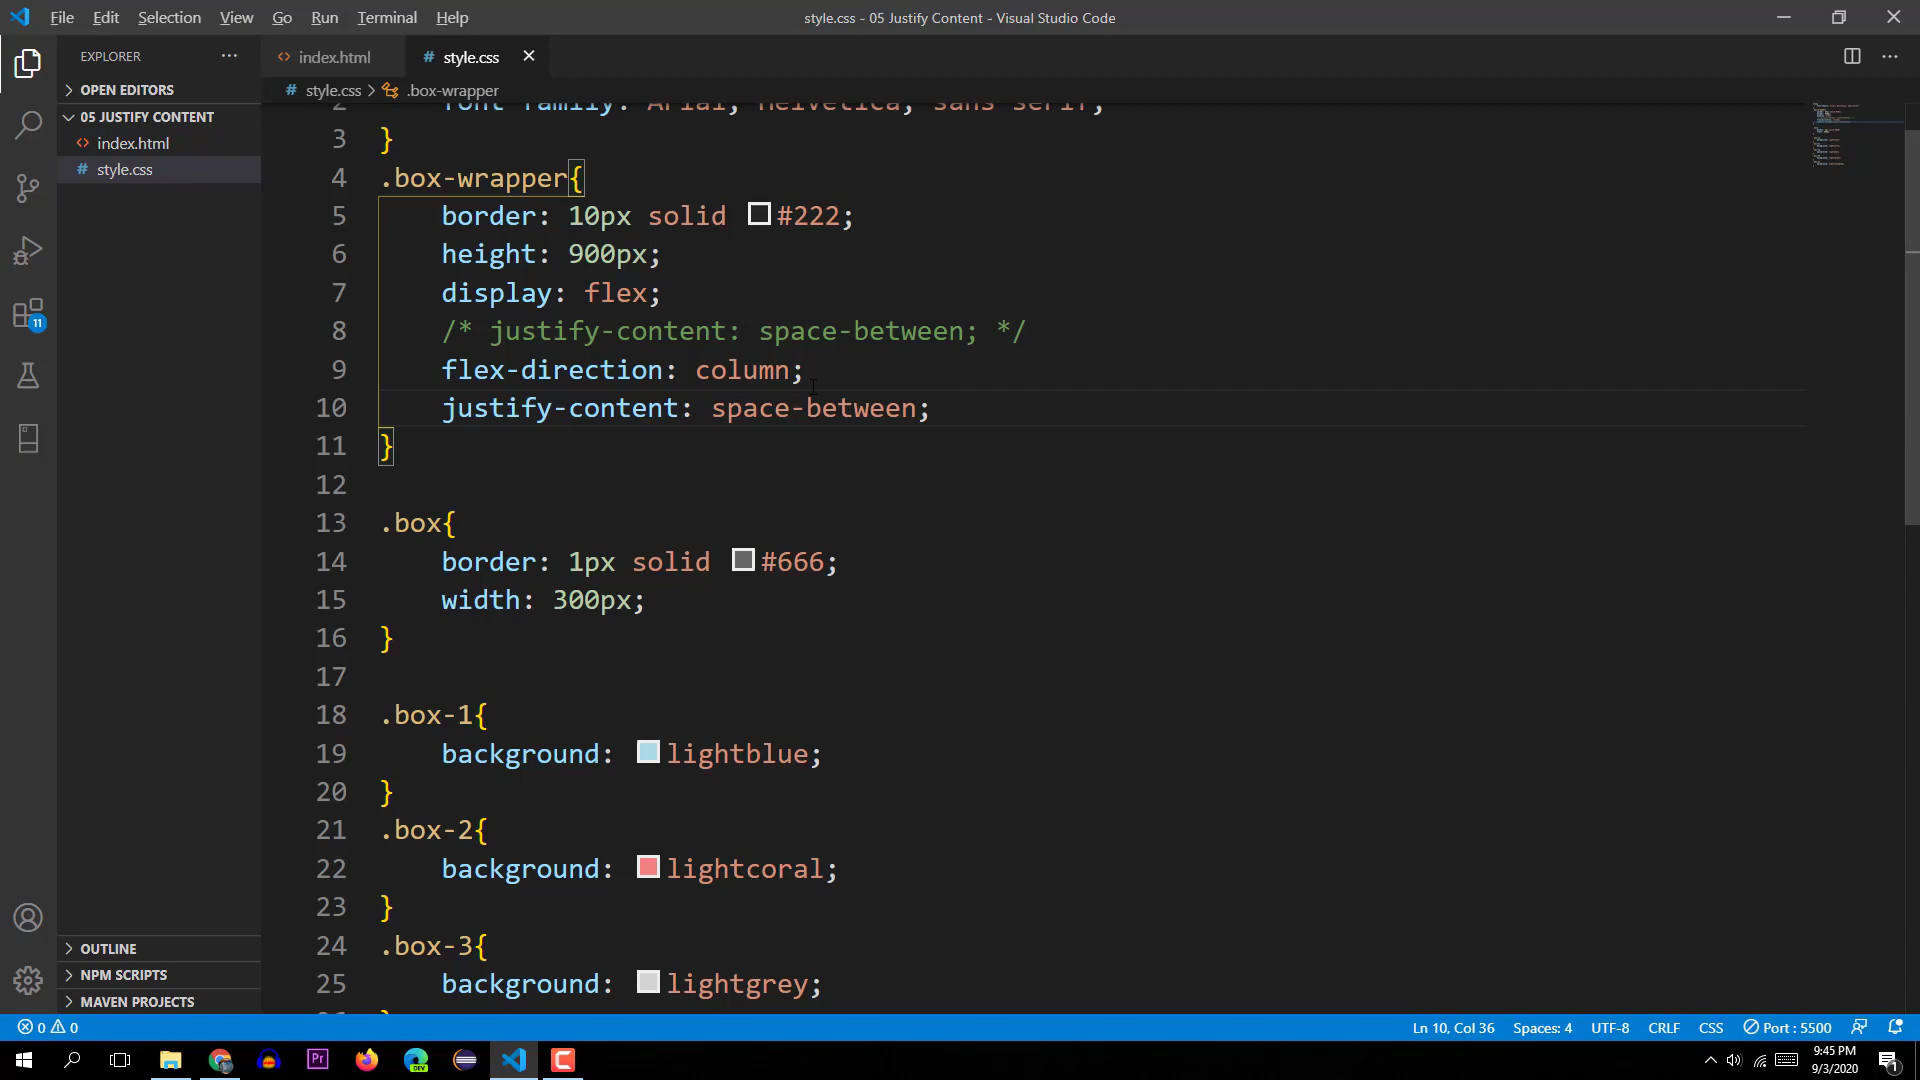 File Edit Selection View Go Run Terminal Help
style.css - 05 Justify Content - Visual Studio Code
EXPLORER
index.html
# style.css
OPEN EDITORS
05 JUSTIFY CONTENT
index.html
# style.css
# style.css > .box-wrapper
2 font-family: Arial, Helvetica, sans-serif;
3 }
4 .box-wrapper{
5 border: 10px solid #222;
6 height: 900px;
7 display: flex;
8 /* justify-content: space-between; */
9 flex-direction: column;
10 justify-content: space-between;
11 }
12
13 .box{
14 border: 1px solid #666;
15 width: 300px;
16 }
17
18 .box-1{
19 background: lightblue;
20 }
21 .box-2{
22 background: lightcoral;
23 }
24 .box-3{
25 background: lightgrey;
11
OUTLINE
NPM SCRIPTS
MAVEN PROJECTS
0 0
Ln 10, Col 36 Spaces: 4 UTF-8 CRLF CSS Port : 5500
Pr
DEV
9:45 PM
9/3/2020
1